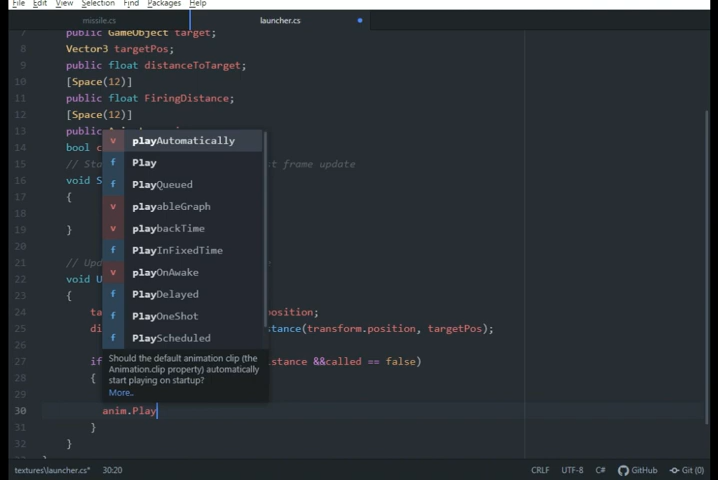 File Edit View Selection Find Packages Help
missile.cs launcher.cs
7 public GameObject target;
8 Vector3 targetPos;
9 public float distanceToTarget;
10 [Space(12)]
11 public float FiringDistance;
12 [Space(12)]
13 public
14 bool c
15 // Sta st frame update
16 void S
17 {
18
19 }
20
21 // Upd
22 void U
23 {
24 ta osition;
25 di stance(transform.position, targetPos);
26
27 if istance &&called == false)
28 {
29
30 anim.Play
31 }
32 }
v playAutomatically
f Play
f PlayQueued
v playableGraph
v playbackTime
f PlayInFixedTime
v playOnAwake
f PlayDelayed
f PlayOneShot
f PlayScheduled
Should the default animation clip (the
Animation.clip property) automatically
start playing on startup?
More..
textures\launcher.cs* 30:20 CRLF UTF-8 C# GitHub Git (0)